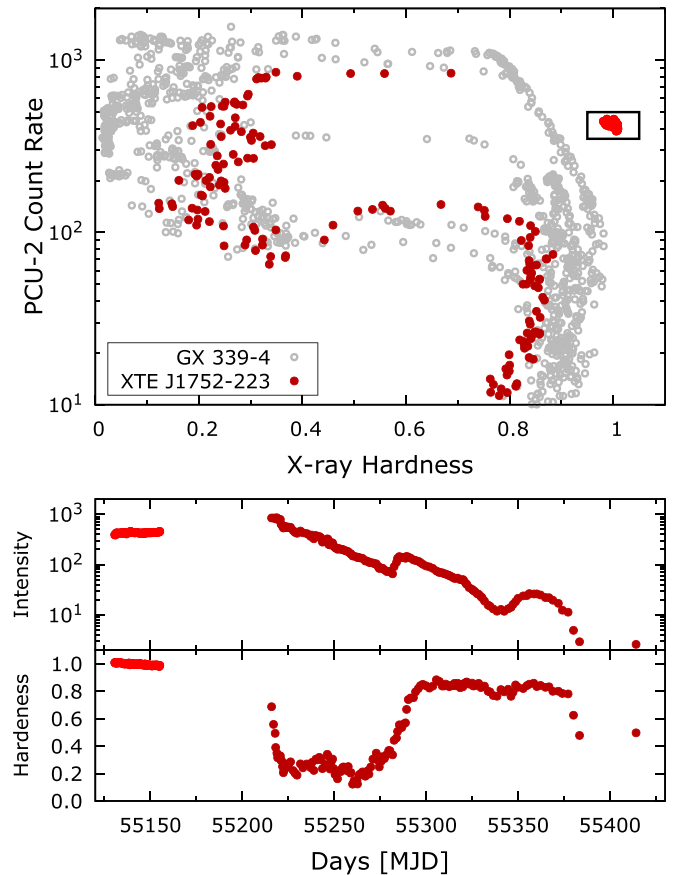 10³
10²
10¹
PCU-2 Count Rate
GX 339-4
XTE J1752-223
0 0.2 0.4 0.6 0.8 1
X-ray Hardness
10³
10²
10¹
Intensity
1.0
0.8
0.6
0.4
0.2
0.0
Hardeness
55150 55200 55250 55300 55350 55400
Days [MJD]